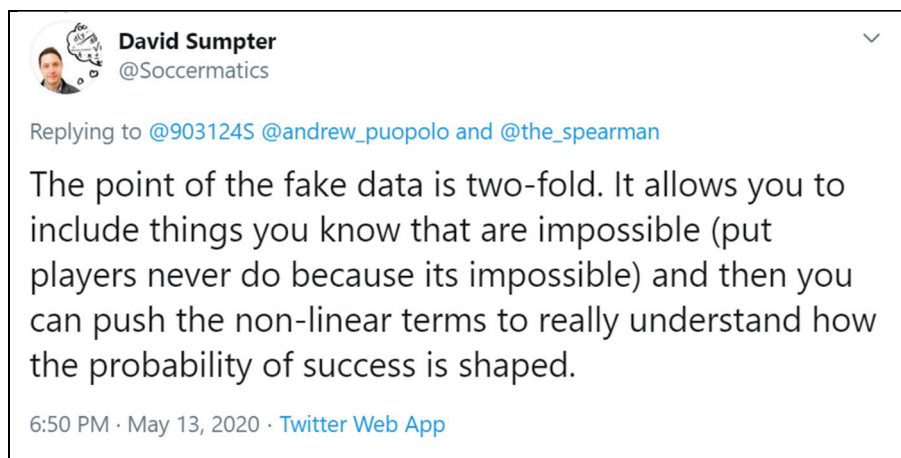 David Sumpter
@Soccermatics
Replying to @903124S @andrew_puopolo and @the_spearman
The point of the fake data is two-fold. It allows you to
include things you know that are impossible (put
players never do because its impossible) and then you
can push the non-linear terms to really understand how
the probability of success is shaped.
6:50 PM · May 13, 2020 · Twitter Web App